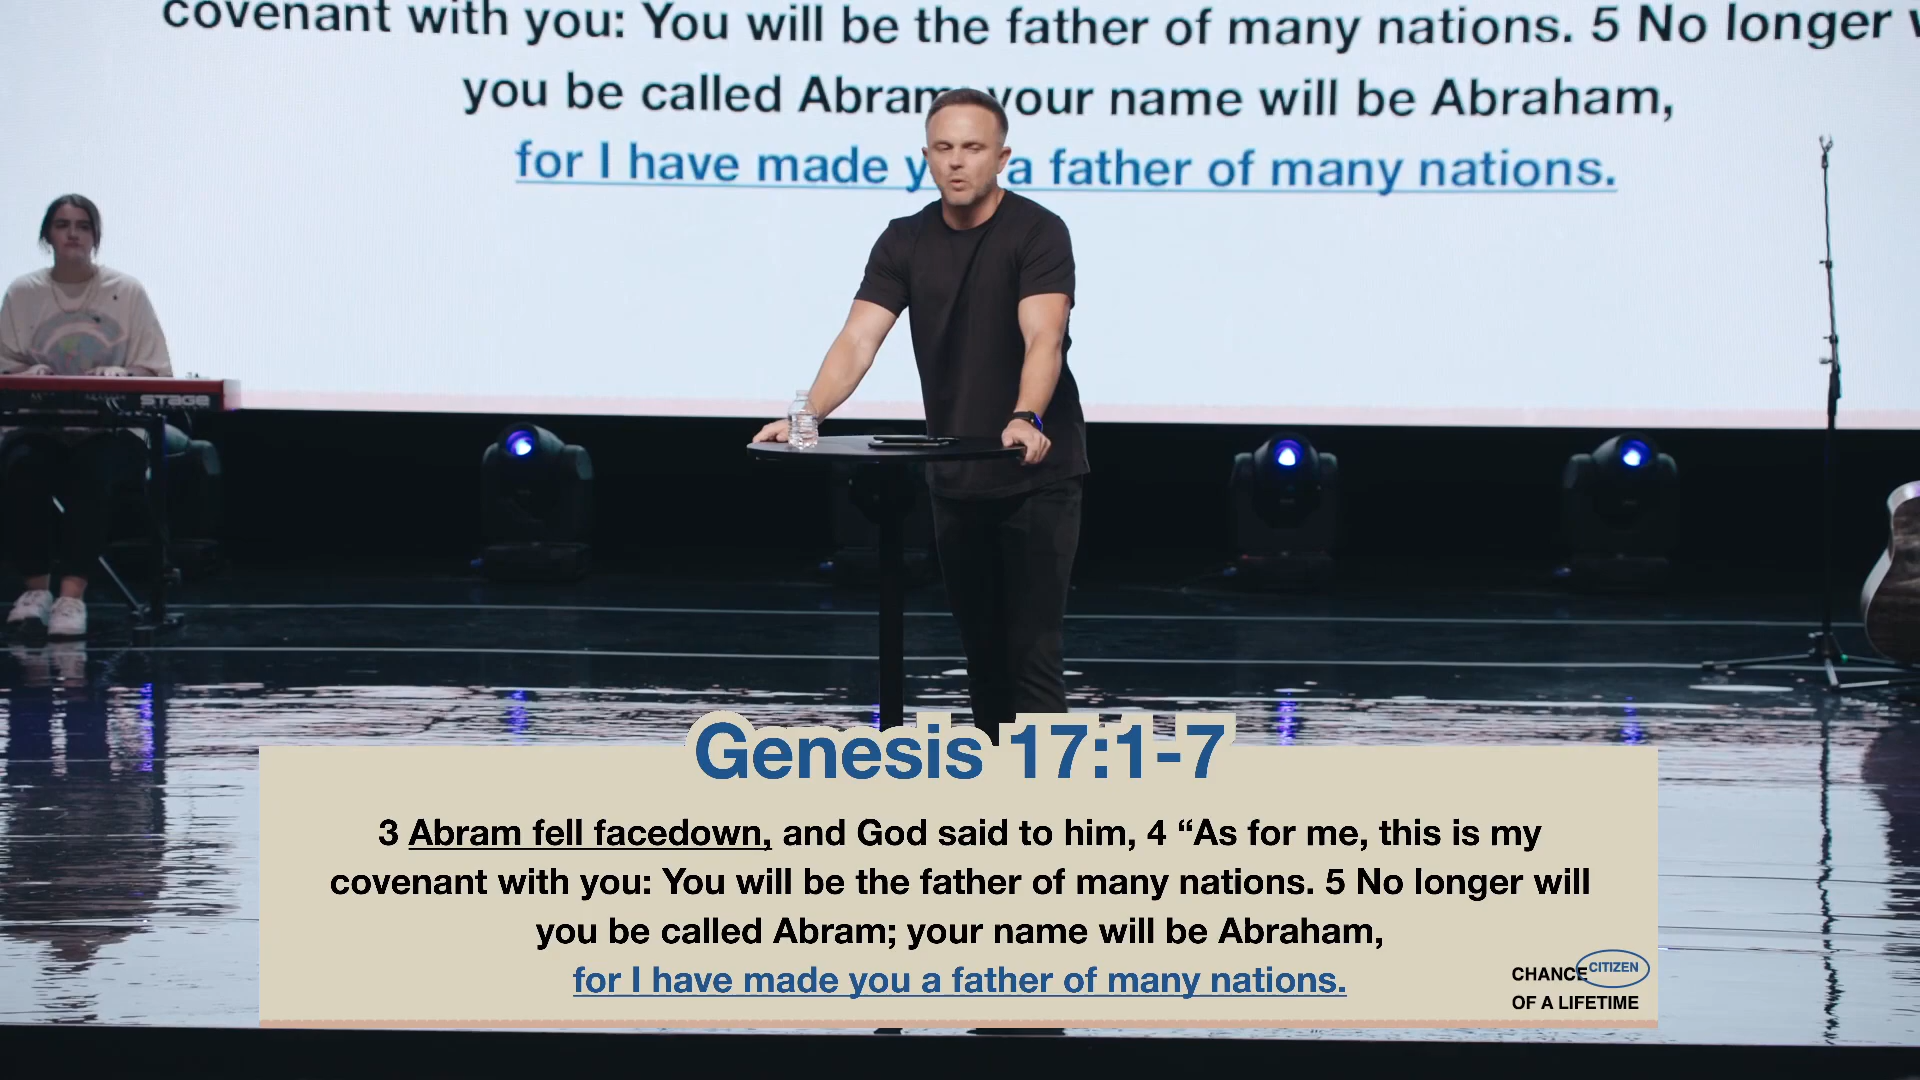 covenant with you: You will be the father of many nations. 5 No longer
you be called Abram your name will be Abraham,
for I have made a father of many nations.
STAGE
Genesis 17:1-7
3 Abram fell facedown, and God said to him, 4 “As for me, this is my
covenant with you: You will be the father of many nations. 5 No longer will
you be called Abram; your name will be Abraham,
for I have made you a father of many nations.
CHANCE CITIZEN
OF A LIFETIME